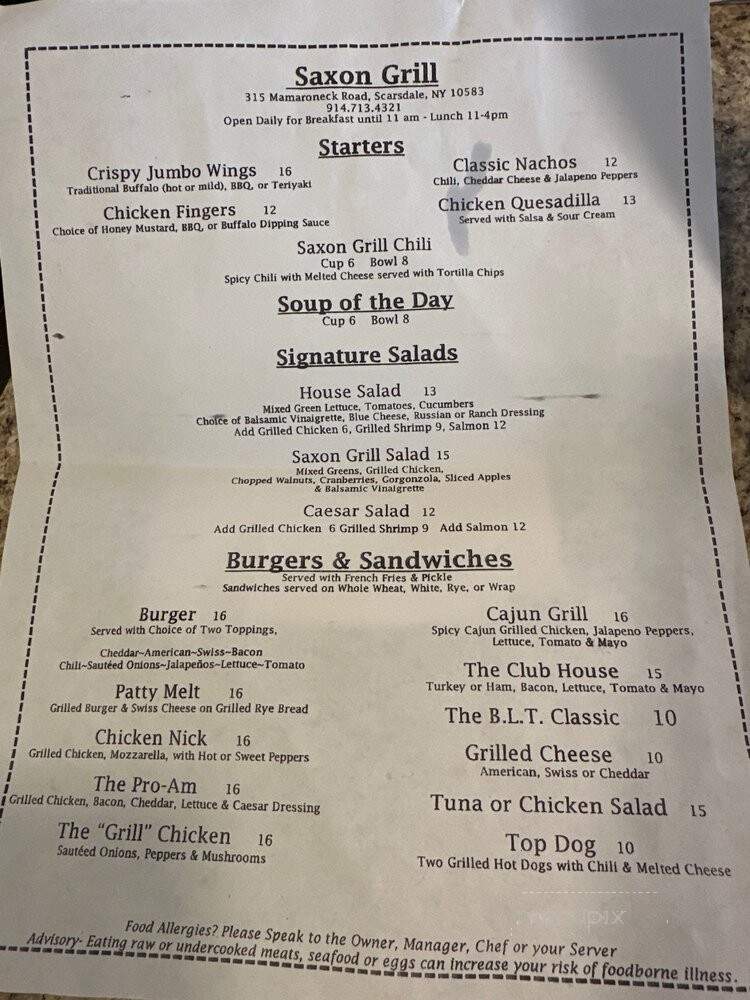 Saxon Grill
315 Mamaroneck Road, Scarsdale, NY 10583
914.713.4321
Open Daily for Breakfast until 11 am - Lunch 11-4pm
Starters
Crispy Jumbo Wings 16
Traditional Buffalo (hot or mild), BBQ, or Teriyaki
Chicken Fingers 12
Choice of Honey Mustard, BBQ, or Buffalo Dipping Sauce
Classic Nachos 12
Chili, Cheddar Cheese & Jalapeno Peppers
Chicken Quesadilla 13
Served with Salsa & Sour Cream
Saxon Grill Chili
Cup 6 Bowl 8
Spicy Chili with Melted Cheese served with Tortilla Chips
Soup of the Day
Cup 6 Bowl 8
Signature Salads
House Salad 13
Mixed Green Lettuce, Tomatoes, Cucumbers
Choice of Balsamic Vinaigrette, Blue Cheese, Russian or Ranch Dressing
Add Grilled Chicken 6, Grilled Shrimp 9, Salmon 12
Saxon Grill Salad 15
Mixed Greens, Grilled Chicken,
Chopped Walnuts, Cranberries, Gorgonzola, Sliced Apples
& Balsamic Vinaigrette
Caesar Salad 12
Add Grilled Chicken 6 Grilled Shrimp 9 Add Salmon 12
Burgers & Sandwiches
Served with French Fries & Pickle
Sandwiches served on Whole Wheat, White, Rye, or Wrap
Burger 16
Served with Choice of Two Toppings,
Cheddar~American~Swiss~Bacon
Chili~Sautéed Onions~Jalapeños~Lettuce~Tomato
Patty Melt 16
Grilled Burger & Swiss Cheese on Grilled Rye Bread
Chicken Nick 16
Grilled Chicken, Mozzarella, with Hot or Sweet Peppers
The Pro-Am 16
Grilled Chicken, Bacon, Cheddar, Lettuce & Caesar Dressing
The "Grill" Chicken 16
Sautéed Onions, Peppers & Mushrooms
Cajun Grill 16
Spicy Cajun Grilled Chicken, Jalapeno Peppers,
Lettuce, Tomato & Mayo
The Club House 15
Turkey or Ham, Bacon, Lettuce, Tomato & Mayo
The B.L.T. Classic 10
Grilled Cheese 10
American, Swiss or Cheddar
Tuna or Chicken Salad 15
Top Dog 10
Two Grilled Hot Dogs with Chili & Melted Cheese
Food Allergies? Please Speak to the Owner, Manager, Chef or your Server
Advisory- Eating raw or undercooked meats, seafood or eggs can increase your risk of foodborne illness.